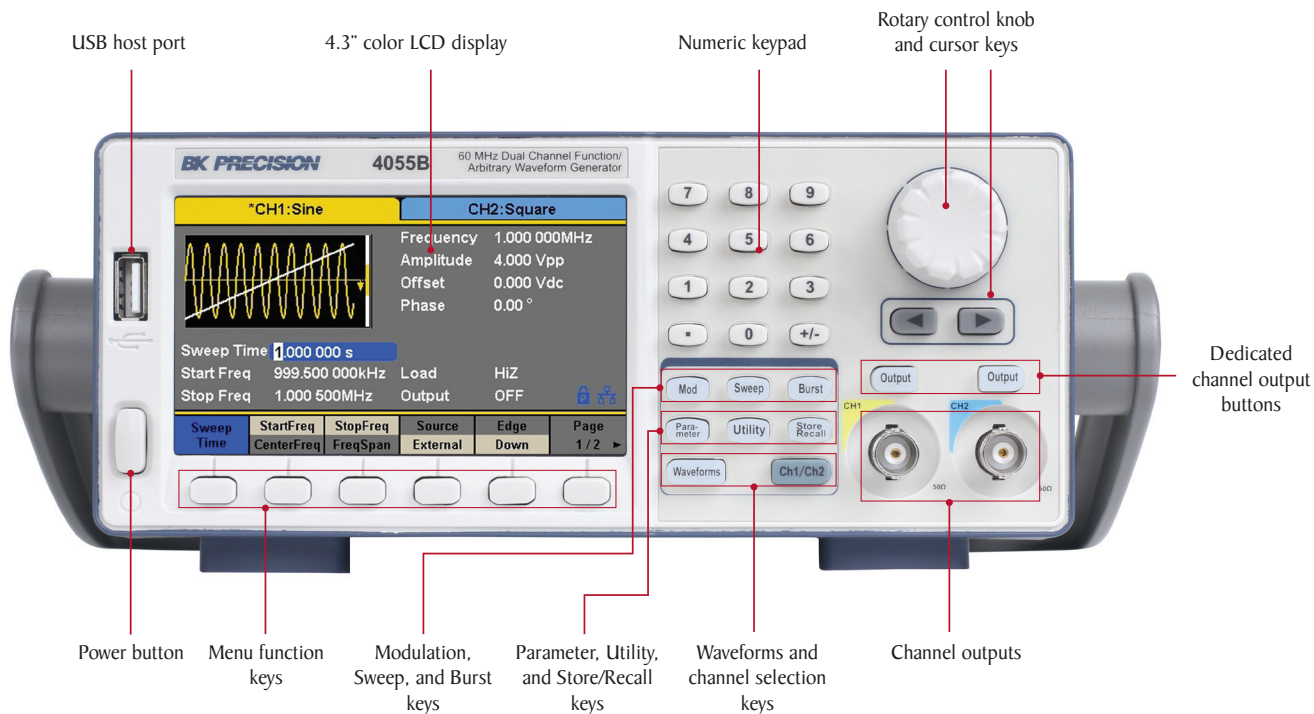 USB host port
4.3" color LCD display
Numeric keypad
Rotary control knob
and cursor keys
BK PRECISION
4055B
60 MHz Dual Channel Function/
Arbitrary Waveform Generator
*CH1:Sine
CH2:Square
Frequency 1.000 000MHz
Amplitude 4.000 Vpp
Offset 0.000 Vdc
Phase 0.00 °
Sweep Time 1.000 000 s
Start Freq 999.500 000kHz Load HiZ
Stop Freq 1.000 500MHz Output OFF
Sweep StartFreq StopFreq Source Edge Page
Time CenterFreq FreqSpan External Down 1/2 ►
7 8 9
4 5 6
1 2 3
. 0 +/-
Mod Sweep Burst
Para-
meter
Utility
Store
Recall
Waveforms Ch1/Ch2
Output Output
CH1 CH2
50Ω 50Ω
Dedicated
channel output
buttons
Power button
Menu function
keys
Modulation,
Sweep, and Burst
keys
Parameter, Utility,
and Store/Recall
keys
Waveforms and
channel selection
keys
Channel outputs